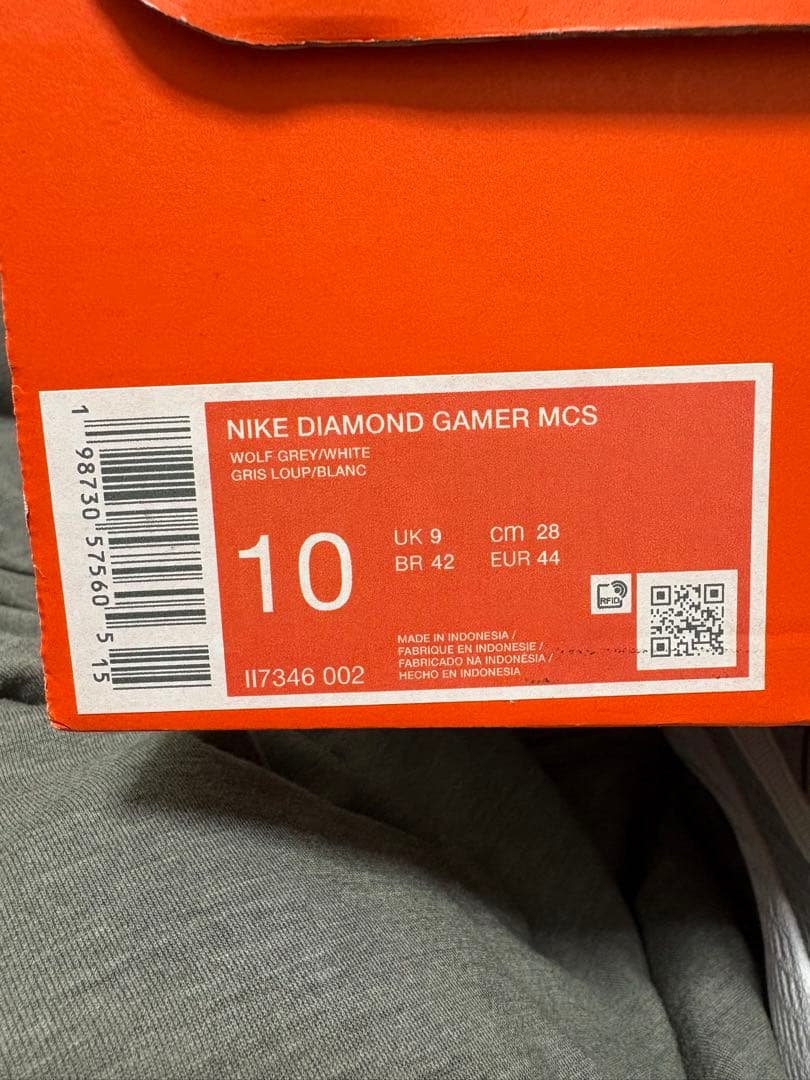 NIKE DIAMOND GAMER MCS
WOLF GREY/WHITE
GRIS LOUP/BLANC
10
UK 9 cm 28
BR 42 EUR 44
RFID
MADE IN INDONESIA /
FABRIQUE EN INDONESIE /
FABRICADO NA INDONÉSIA /
HECHO EN INDONESIA
II7346 002
1 98730 57560 5 15